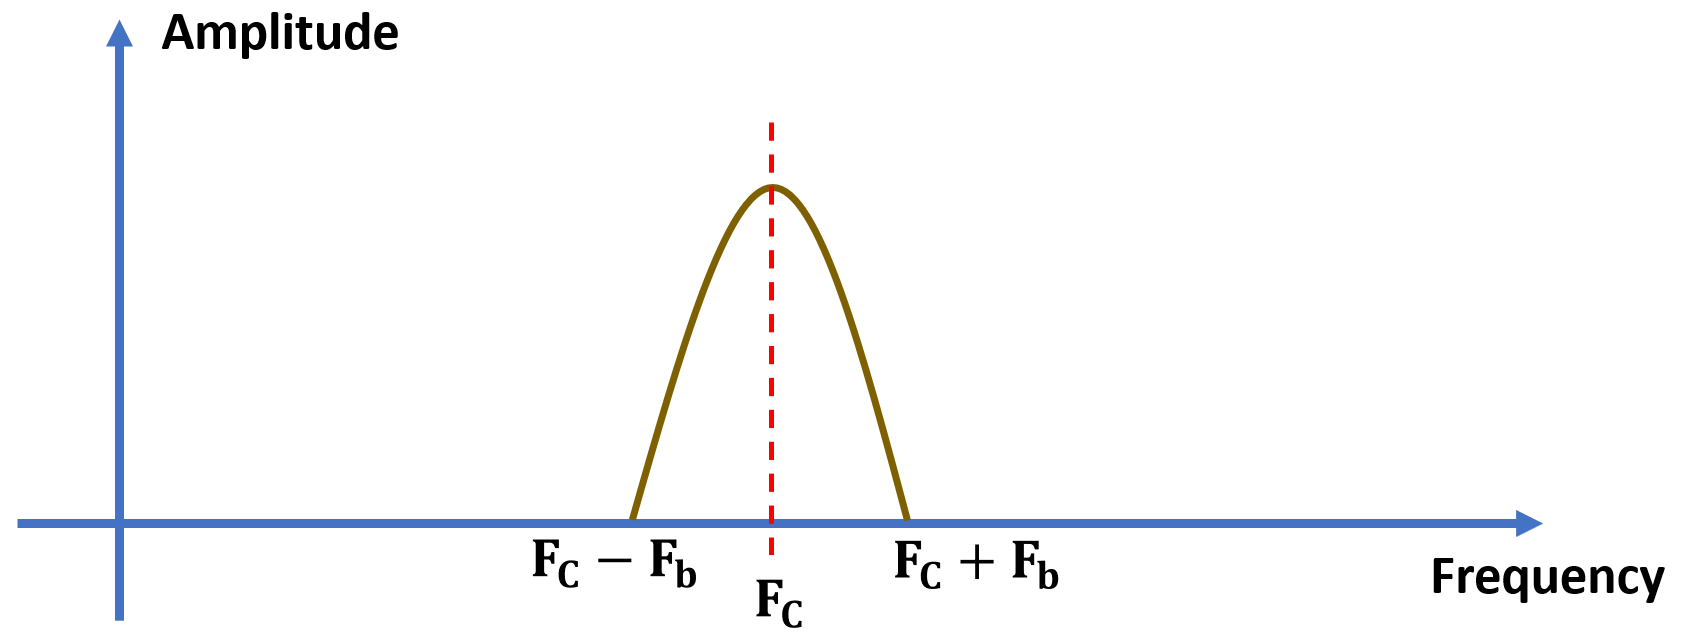 Amplitude
F_C − F_b
F_C + F_b
F_C
Frequency